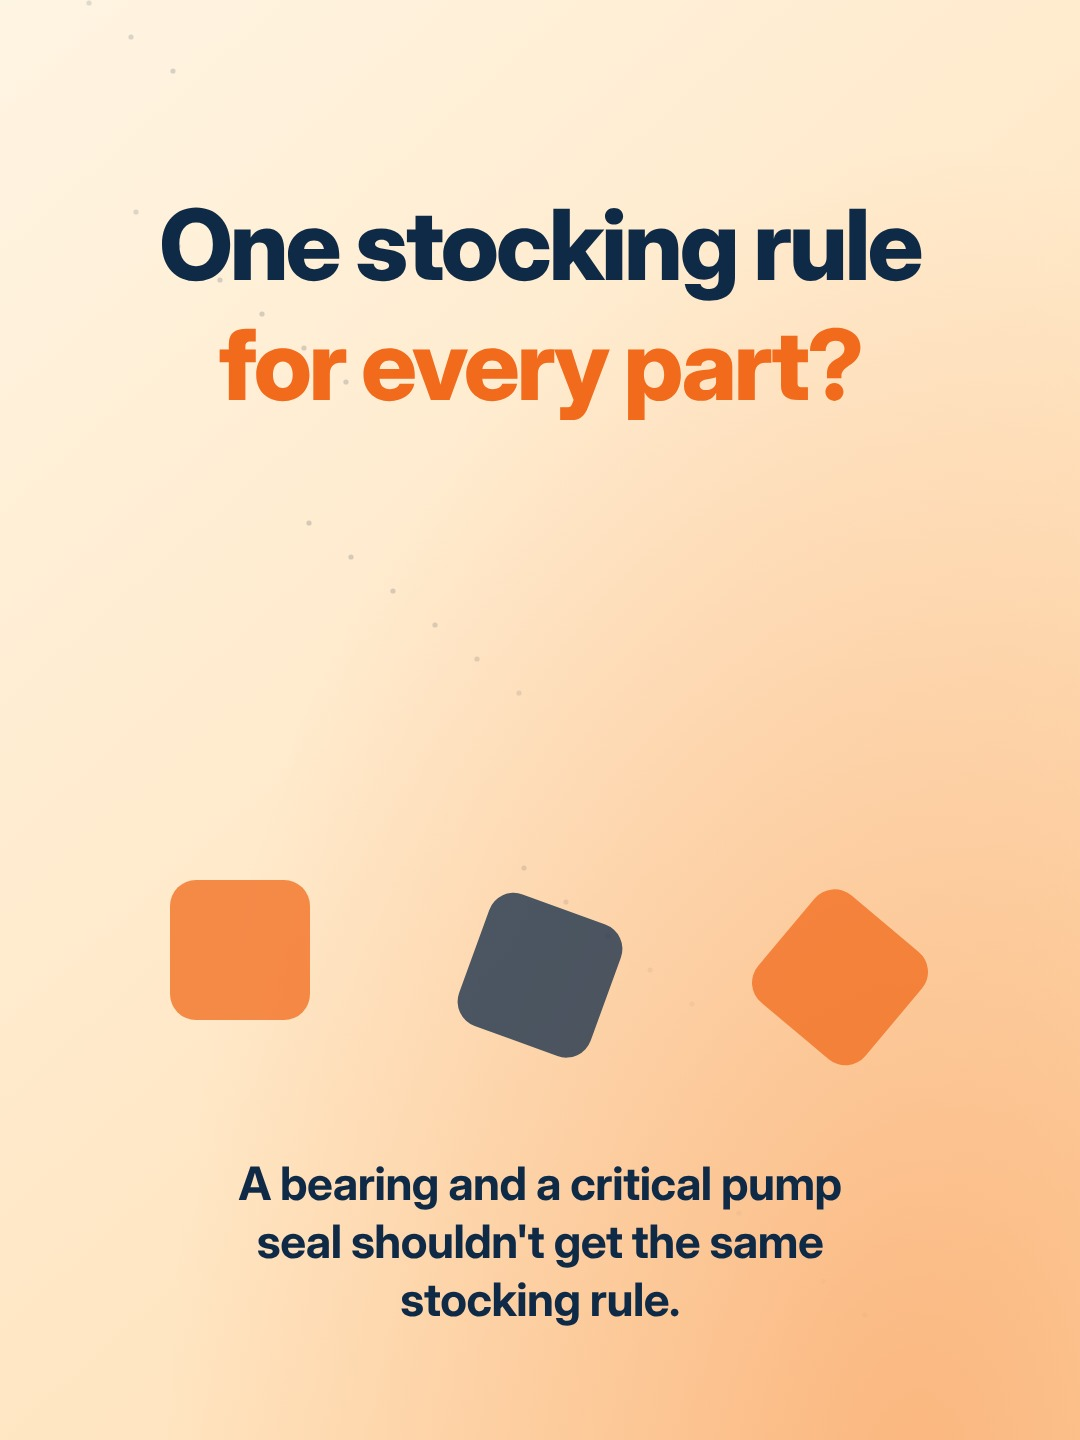 One stocking rule
for every part?
A bearing and a critical pump
seal shouldn't get the same
stocking rule.